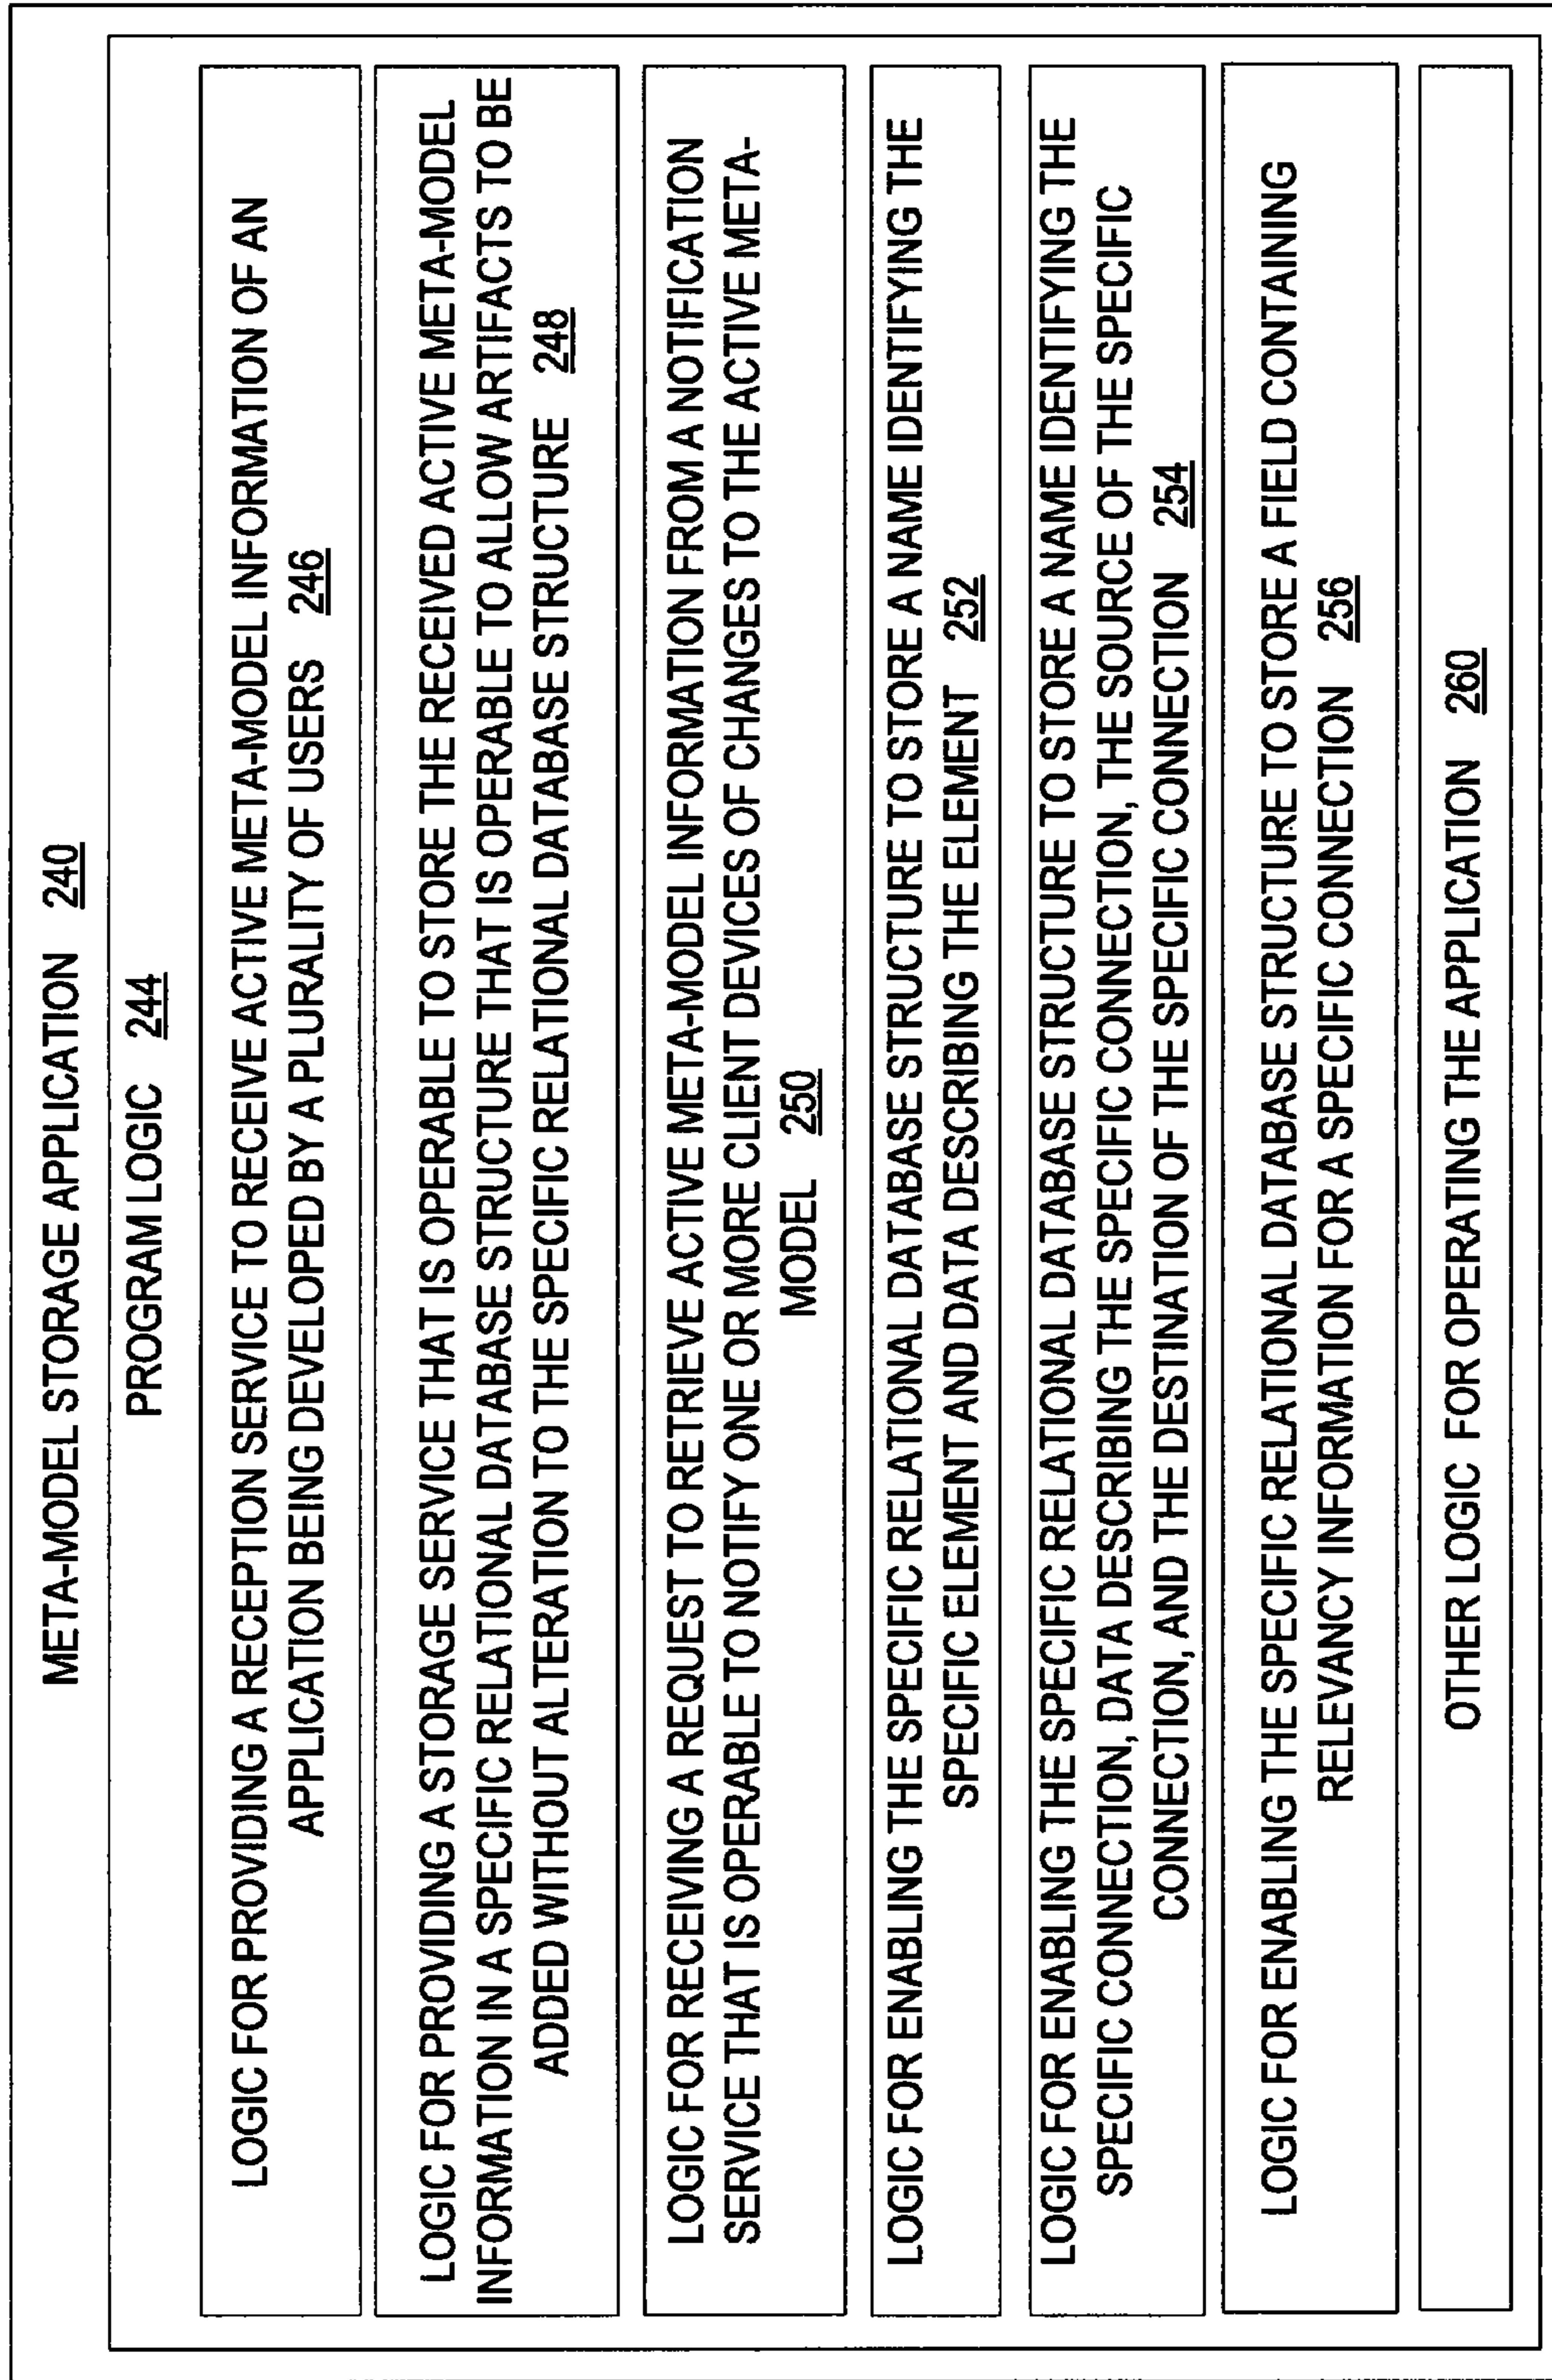 META-MODEL STORAGE APPLICATION 240
PROGRAM LOGIC 244
LOGIC FOR PROVIDING A RECEPTION SERVICE TO RECEIVE ACTIVE META-MODEL INFORMATION OF AN
APPLICATION BEING DEVELOPED BY A PLURALITY OF USERS 246
LOGIC FOR PROVIDING A STORAGE SERVICE THAT IS OPERABLE TO STORE THE RECEIVED ACTIVE META-MODEL
INFORMATION IN A SPECIFIC RELATIONAL DATABASE STRUCTURE THAT IS OPERABLE TO ALLOW ARTIFACTS TO BE
ADDED WITHOUT ALTERATION TO THE SPECIFIC RELATIONAL DATABASE STRUCTURE 248
LOGIC FOR RECEIVING A REQUEST TO RETRIEVE ACTIVE META-MODEL INFORMATION FROM A NOTIFICATION
SERVICE THAT IS OPERABLE TO NOTIFY ONE OR MORE CLIENT DEVICES OF CHANGES TO THE ACTIVE META-
MODEL 250
LOGIC FOR ENABLING THE SPECIFIC RELATIONAL DATABASE STRUCTURE TO STORE A NAME IDENTIFYING THE
SPECIFIC ELEMENT AND DATA DESCRIBING THE ELEMENT 252
LOGIC FOR ENABLING THE SPECIFIC RELATIONAL DATABASE STRUCTURE TO STORE A NAME IDENTIFYING THE
SPECIFIC CONNECTION, DATA DESCRIBING THE SPECIFIC CONNECTION, THE SOURCE OF THE SPECIFIC
CONNECTION, AND THE DESTINATION OF THE SPECIFIC CONNECTION 254
LOGIC FOR ENABLING THE SPECIFIC RELATIONAL DATABASE STRUCTURE TO STORE A FIELD CONTAINING
RELEVANCY INFORMATION FOR A SPECIFIC CONNECTION 256
OTHER LOGIC FOR OPERATING THE APPLICATION 260